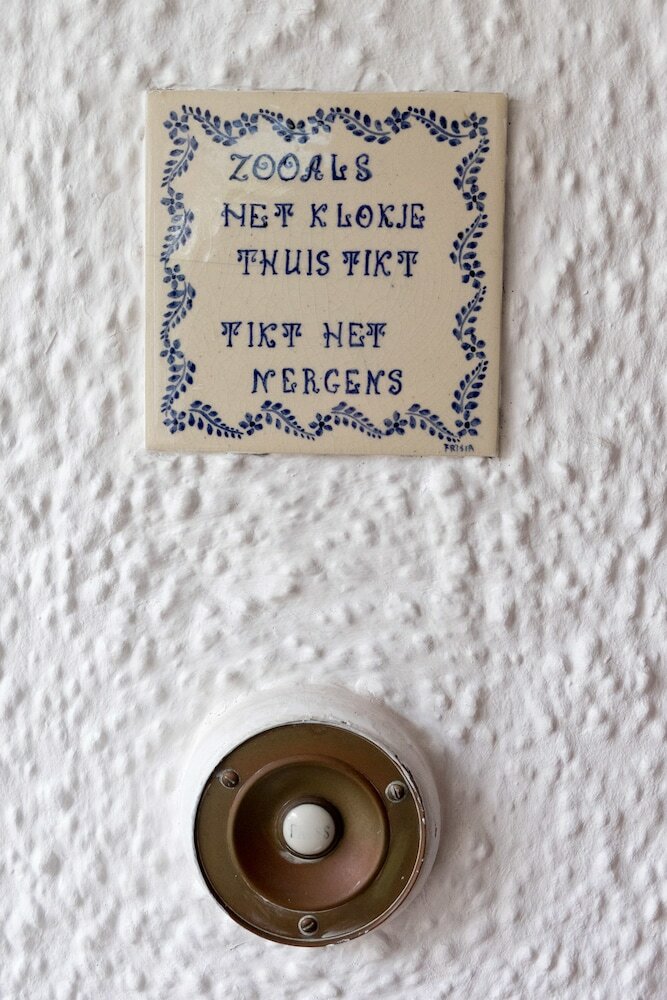 ZOOALS
HET KLOKJE
THUIS TIKT
TIKT HET
NERGENS
FRISIA